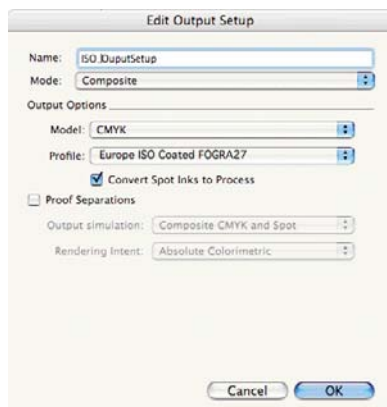 Edit Output Setup
Name: ISO_OuputSetup
Mode: Composite
Output Options
Model: CMYK
Profile: Europe ISO Coated FOGRA27
Convert Spot Inks to Process
Proof Separations
Output simulation: Composite CMYK and Spot
Rendering Intent: Absolute Colorimetric
Cancel OK